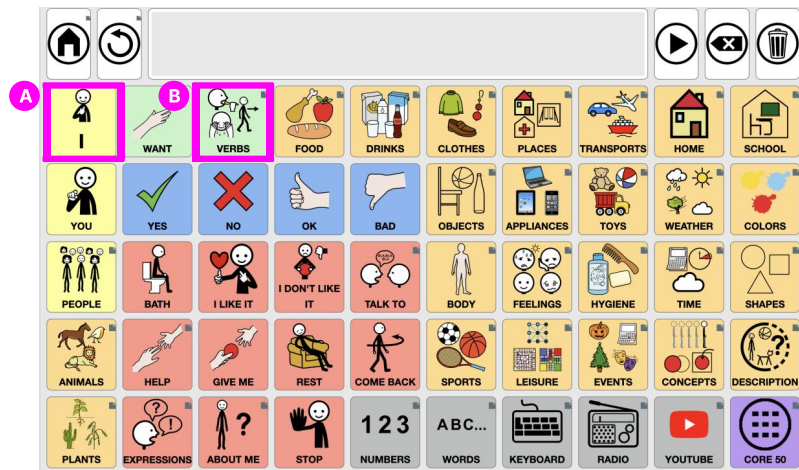 A
B
I
WANT
VERBS
FOOD
DRINKS
CLOTHES
PLACES
TRANSPORTS
HOME
SCHOOL
YOU
YES
NO
OK
BAD
OBJECTS
APPLIANCES
TOYS
WEATHER
COLORS
PEOPLE
BATH
I LIKE IT
I DON'T LIKE
IT
TALK TO
BODY
FEELINGS
HYGIENE
TIME
SHAPES
ANIMALS
HELP
GIVE ME
REST
COME BACK
SPORTS
LEISURE
EVENTS
CONCEPTS
DESCRIPTION
PLANTS
EXPRESSIONS
ABOUT ME
STOP
1 2 3
NUMBERS
ABC...
WORDS
KEYBOARD
RADIO
YOUTUBE
CORE 50